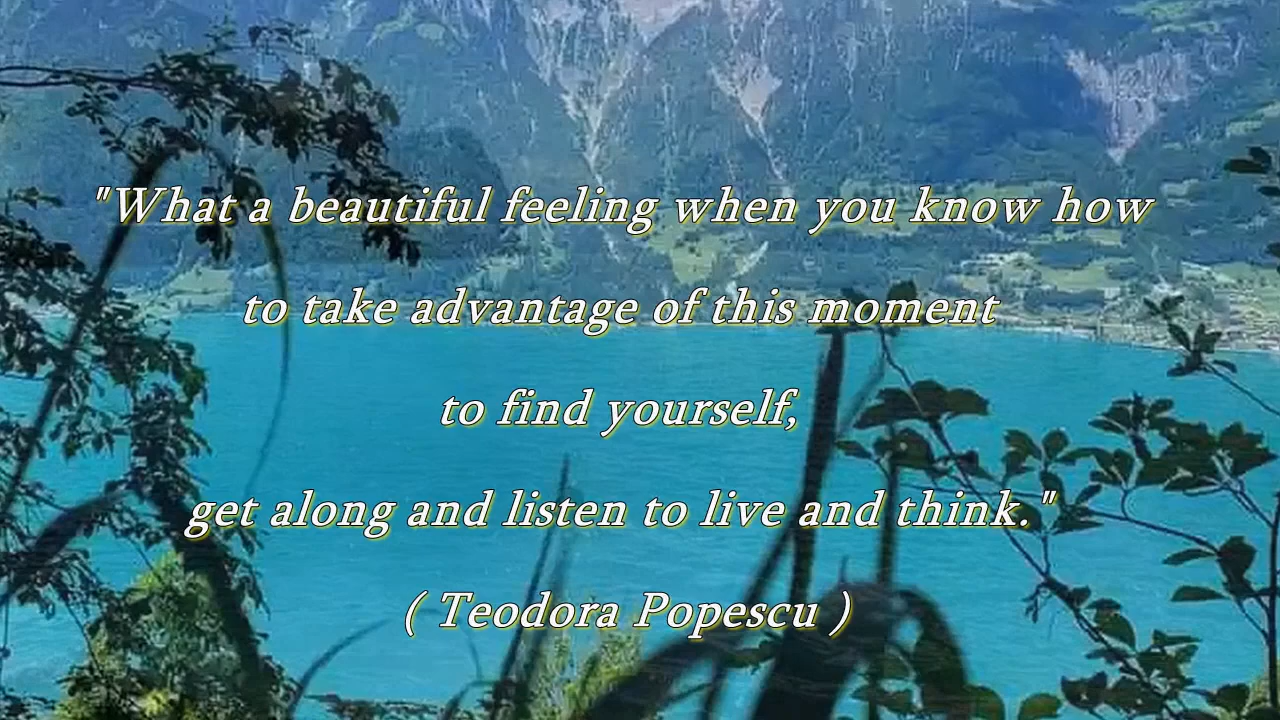 "What a beautiful feeling when you know how
to take advantage of this moment
to find yourself,
get along and listen to live and think."
( Teodora Popescu )